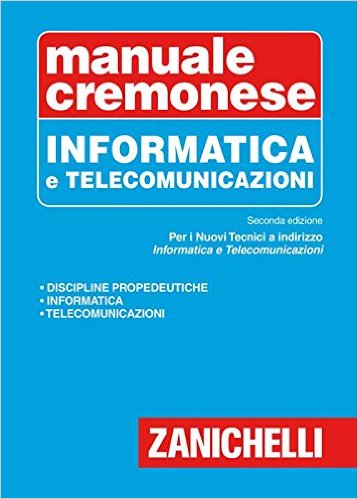 manuale
cremonese
INFORMATICA
e TELECOMUNICAZIONI
Seconda edizione
Per i Nuovi Tecnici a indirizzo
Informatica e Telecomunicazioni
• DISCIPLINE PROPEDEUTICHE
• INFORMATICA
• TELECOMUNICAZIONI
ZANICHELLI